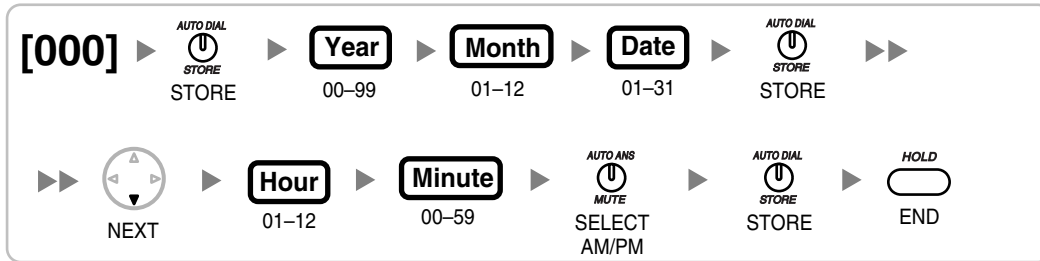 AUTO DIAL AUTO DIAL
[000] Year Month Date
STORE STORE
STORE 00–99 01–12 01–31 STORE
AUTO ANS AUTO DIAL HOLD
Hour Minute
MUTE STORE
NEXT 01–12 00–59 SELECT STORE END
AM/PM